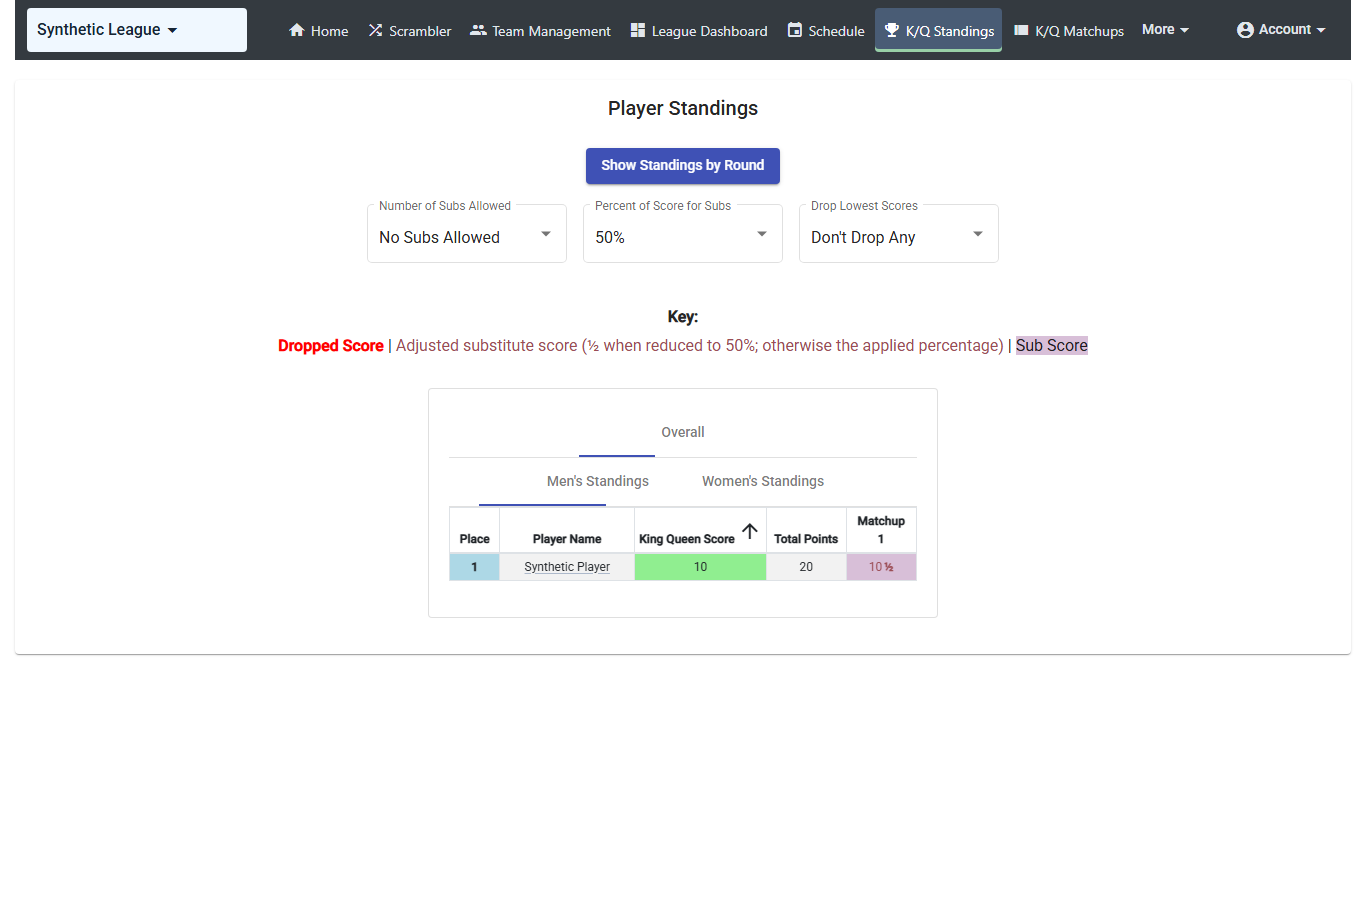 Synthetic League
Home Scrambler Team Management League Dashboard Schedule K/Q Standings K/Q Matchups More Account
Player Standings
Show Standings by Round
Number of Subs Allowed Percent of Score for Subs Drop Lowest Scores
No Subs Allowed 50% Don't Drop Any
Key:
Dropped Score | Adjusted substitute score (½ when reduced to 50%; otherwise the applied percentage) | Sub Score
Overall
Men's Standings Women's Standings
Place Player Name King Queen Score Total Points Matchup 1
1 Synthetic Player 10 20 10 ½